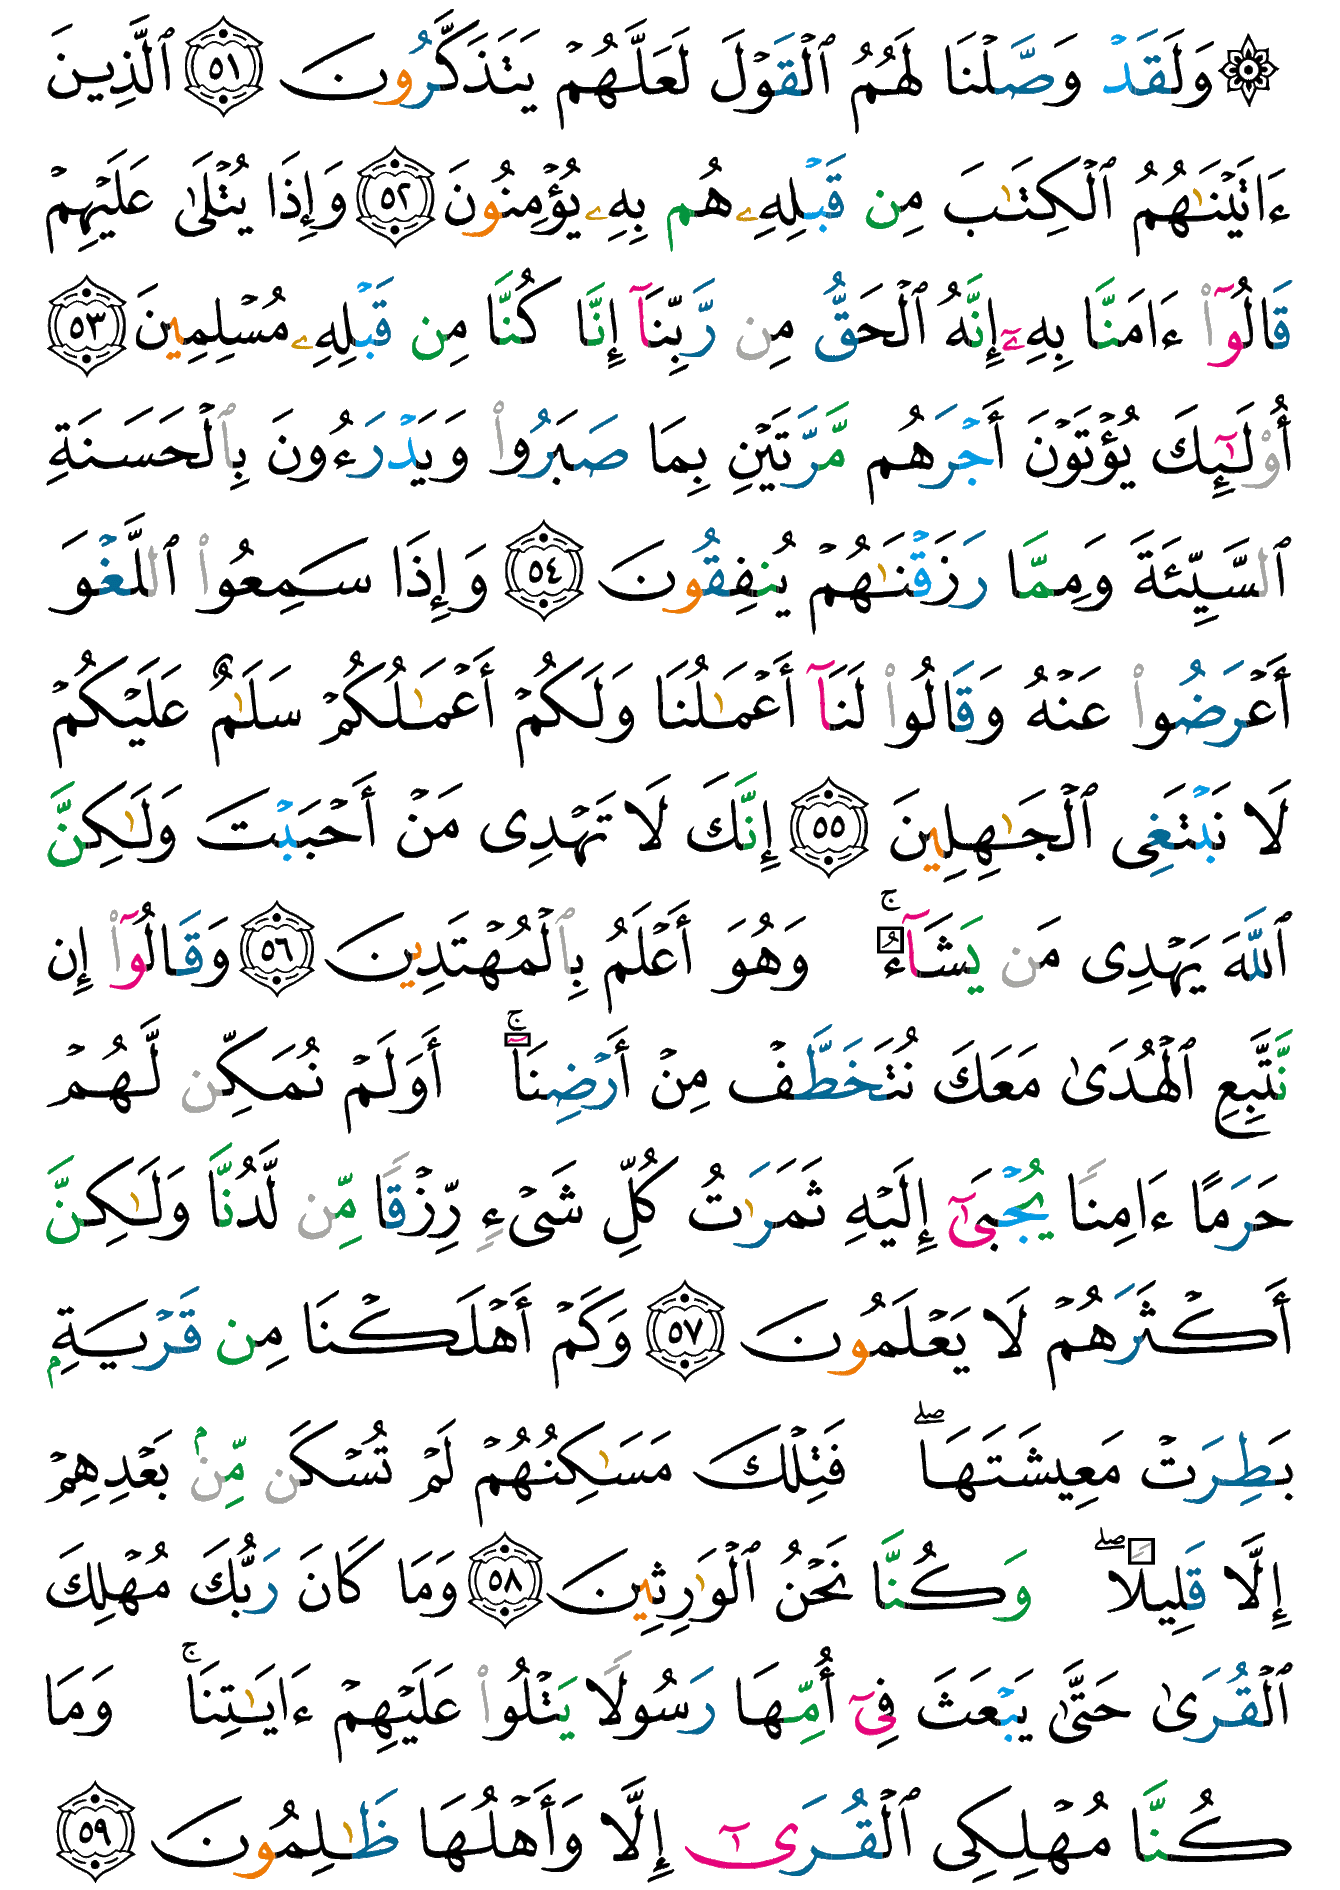 ۞وَلَقَدْ وَصَّلْنَا لَهُمُ ٱلْقَوْلَ لَعَلَّهُمْ يَتَذَكَّرُونَ ٥١ ٱلَّذِينَ
ءَاتَيْنَٰهُمُ ٱلْكِتَٰبَ مِن قَبْلِهِۦ هُم بِهِۦ يُؤْمِنُونَ ٥٢ وَإِذَا يُتْلَىٰ عَلَيْهِمْ
قَالُوٓا۟ ءَامَنَّا بِهِۦٓ إِنَّهُ ٱلْحَقُّ مِن رَّبِّنَآ إِنَّا كُنَّا مِن قَبْلِهِۦ مُسْلِمِينَ ٥٣
أُو۟لَٰٓئِكَ يُؤْتَوْنَ أَجْرَهُم مَّرَّتَيْنِ بِمَا صَبَرُوا۟ وَيَدْرَءُونَ بِٱلْحَسَنَةِ
ٱلسَّيِّئَةَ وَمِمَّا رَزَقْنَٰهُمْ يُنفِقُونَ ٥٤ وَإِذَا سَمِعُوا۟ ٱللَّغْوَ
أَعْرَضُوا۟ عَنْهُ وَقَالُوا۟ لَنَآ أَعْمَٰلُنَا وَلَكُمْ أَعْمَٰلُكُمْ سَلَٰمٌ عَلَيْكُمْ
لَا نَبْتَغِى ٱلْجَٰهِلِينَ ٥٥ إِنَّكَ لَا تَهْدِى مَنْ أَحْبَبْتَ وَلَٰكِنَّ
ٱللَّهَ يَهْدِى مَن يَشَآءُ ۚ وَهُوَ أَعْلَمُ بِٱلْمُهْتَدِينَ ٥٦ وَقَالُوٓا۟ إِن
نَّتَّبِعِ ٱلْهُدَىٰ مَعَكَ نُتَخَطَّفْ مِنْ أَرْضِنَآ ۚ أَوَلَمْ نُمَكِّن لَّهُمْ
حَرَمًا ءَامِنًا يُجْبَىٰٓ إِلَيْهِ ثَمَرَٰتُ كُلِّ شَىْءٍ رِّزْقًا مِّن لَّدُنَّا وَلَٰكِنَّ
أَكْثَرَهُمْ لَا يَعْلَمُونَ ٥٧ وَكَمْ أَهْلَكْنَا مِن قَرْيَةٍۭ
بَطِرَتْ مَعِيشَتَهَا ۖ فَتِلْكَ مَسَٰكِنُهُمْ لَمْ تُسْكَن مِّنۢ بَعْدِهِمْ
إِلَّا قَلِيلًا ۖ وَكُنَّا نَحْنُ ٱلْوَٰرِثِينَ ٥٨ وَمَا كَانَ رَبُّكَ مُهْلِكَ
ٱلْقُرَىٰ حَتَّىٰ يَبْعَثَ فِىٓ أُمِّهَا رَسُولًا يَتْلُوا۟ عَلَيْهِمْ ءَايَٰتِنَا ۚ وَمَا
كُنَّا مُهْلِكِى ٱلْقُرَىٰٓ إِلَّا وَأَهْلُهَا ظَٰلِمُونَ ٥٩